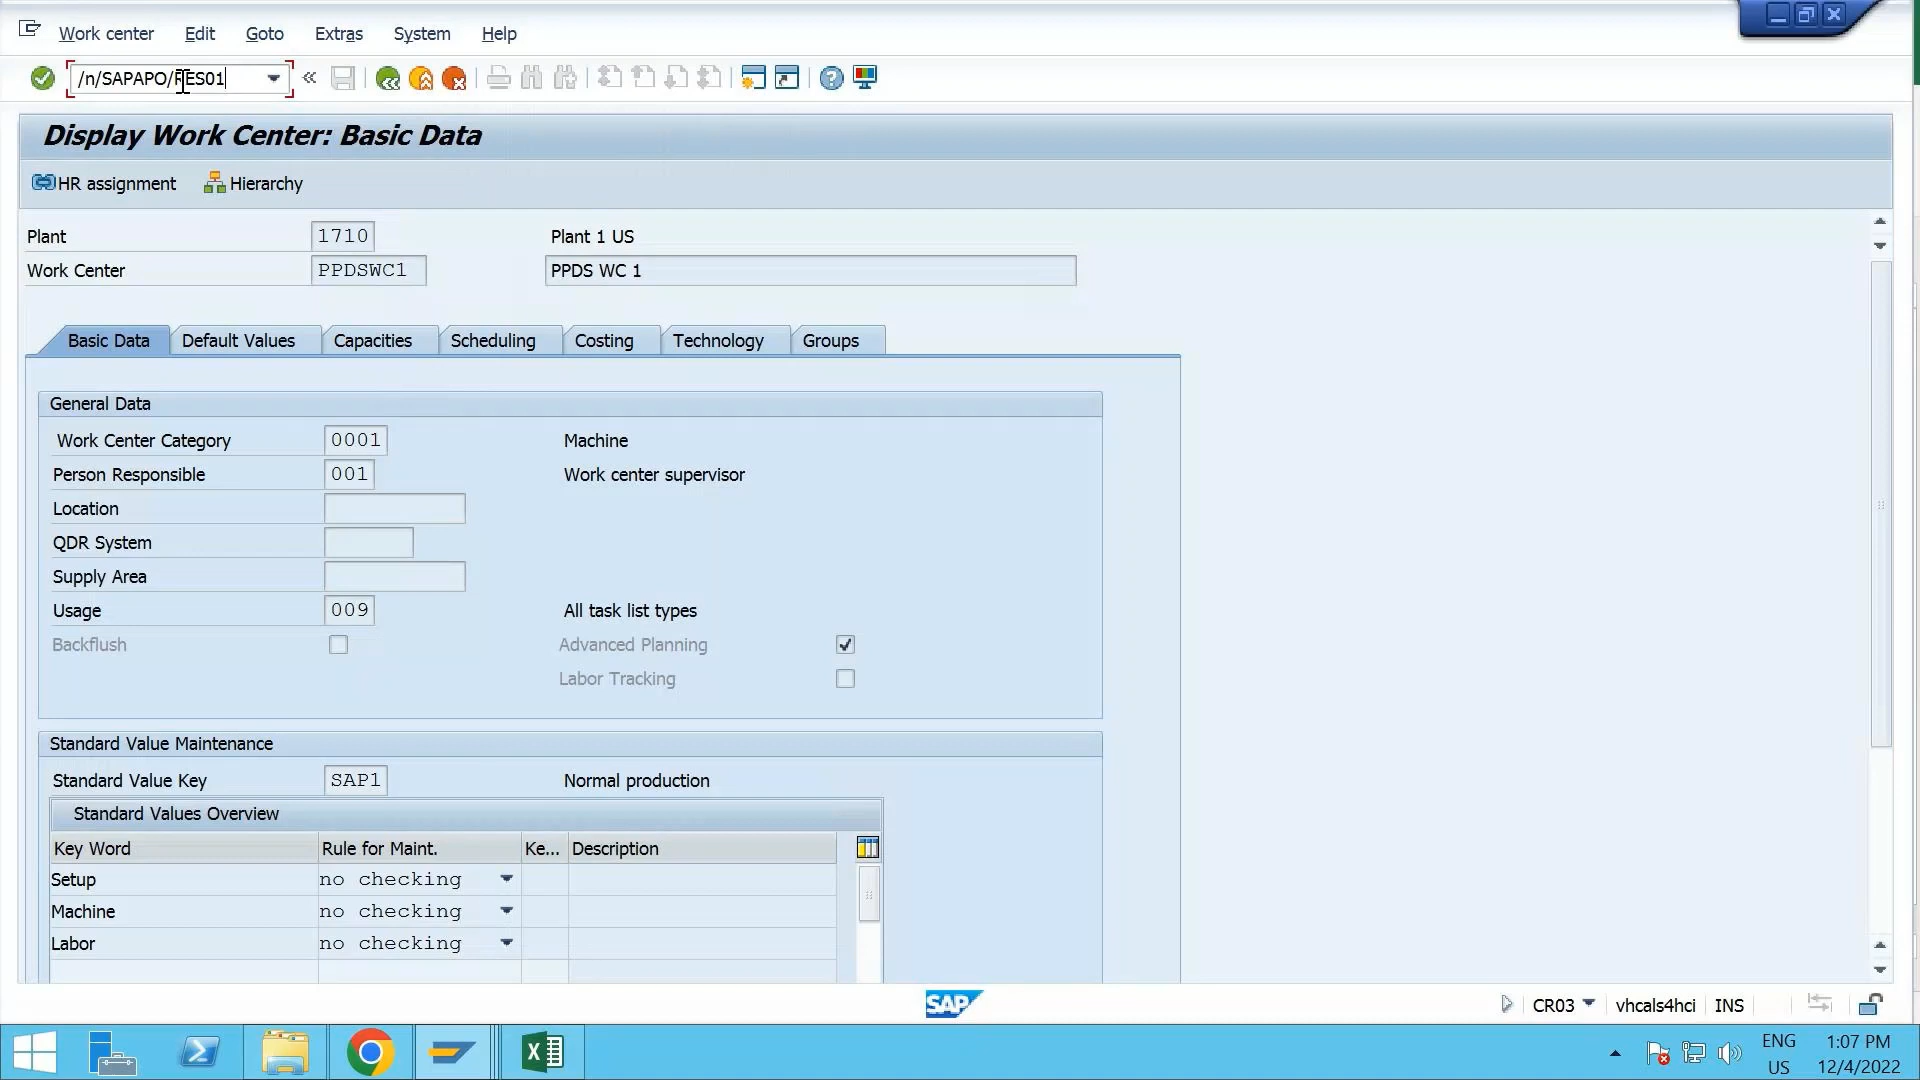 Work center Edit Goto Extras System Help
/n/SAPAPO/RES01
Display Work Center: Basic Data
HR assignment Hierarchy
Plant 1710 Plant 1 US
Work Center PPDSWC1 PPDS WC 1
Basic Data Default Values Capacities Scheduling Costing Technology Groups
General Data
Work Center Category 0001 Machine
Person Responsible 001 Work center supervisor
Location
QDR System
Supply Area
Usage 009 All task list types
Backflush Advanced Planning
Labor Tracking
Standard Value Maintenance
Standard Value Key SAP1 Normal production
Standard Values Overview
Key Word Rule for Maint. Ke... Description
Setup no checking
Machine no checking
Labor no checking
SAP CR03 vhcals4hci INS
ENG 1:07 PM
US 12/4/2022